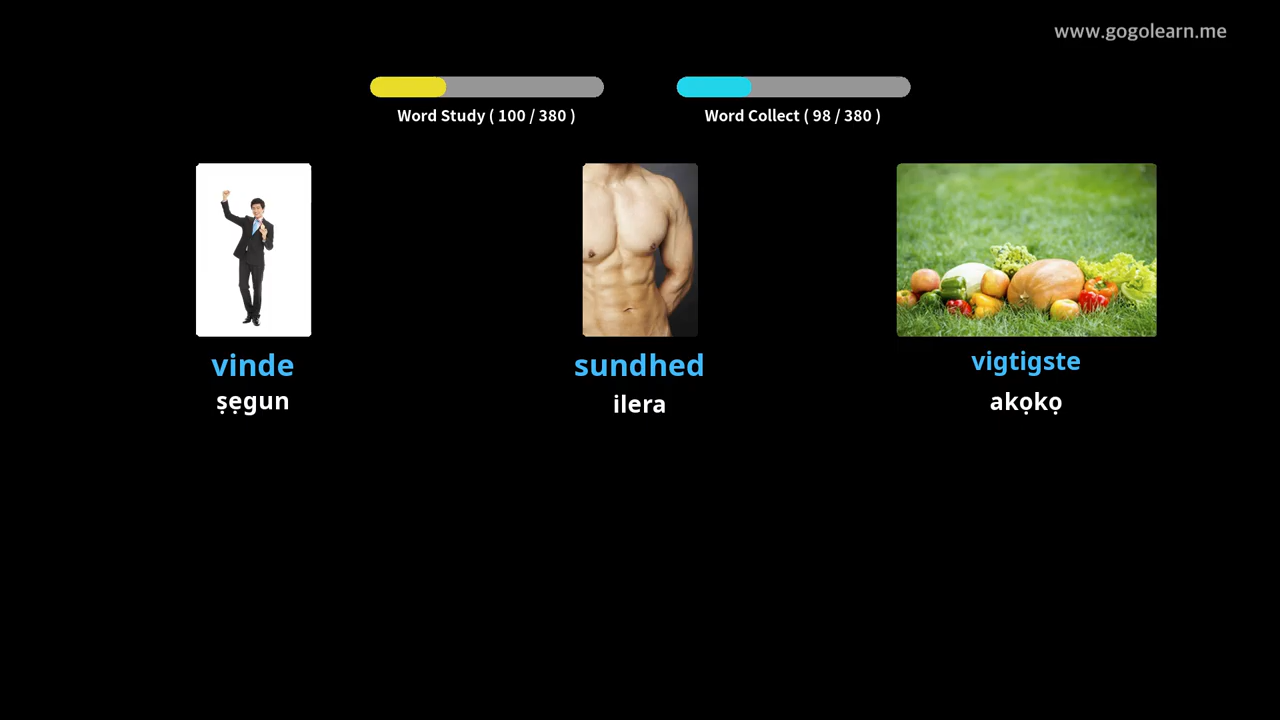 www.gogolearn.me
Word Study ( 100 / 380 )
Word Collect ( 98 / 380 )
vinde
ṣẹgun
sundhed
ilera
vigtigste
akọkọ